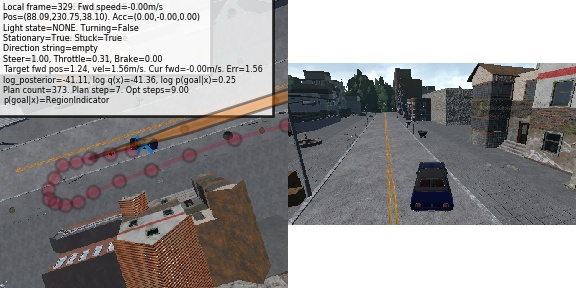 Local frame=329. Fwd speed=-0.00m/s
Pos=(88.09,230.75,38.10). Acc=(0.00,-0.00,0.00)
Light state=NONE. Turning=False
Stationary=True. Stuck=True
Direction string=empty
Steer=1.00, Throttle=0.31, Brake=0.00
Target fwd pos=1.24, vel=1.56m/s. Cur fwd=-0.00m/s. Err=1.56
log_posterior=-41.11, log q(x)=-41.36, log p(goal|x)=0.25
Plan count=373. Plan step=7. Opt steps=9.00
p(goal|x)=RegionIndicator